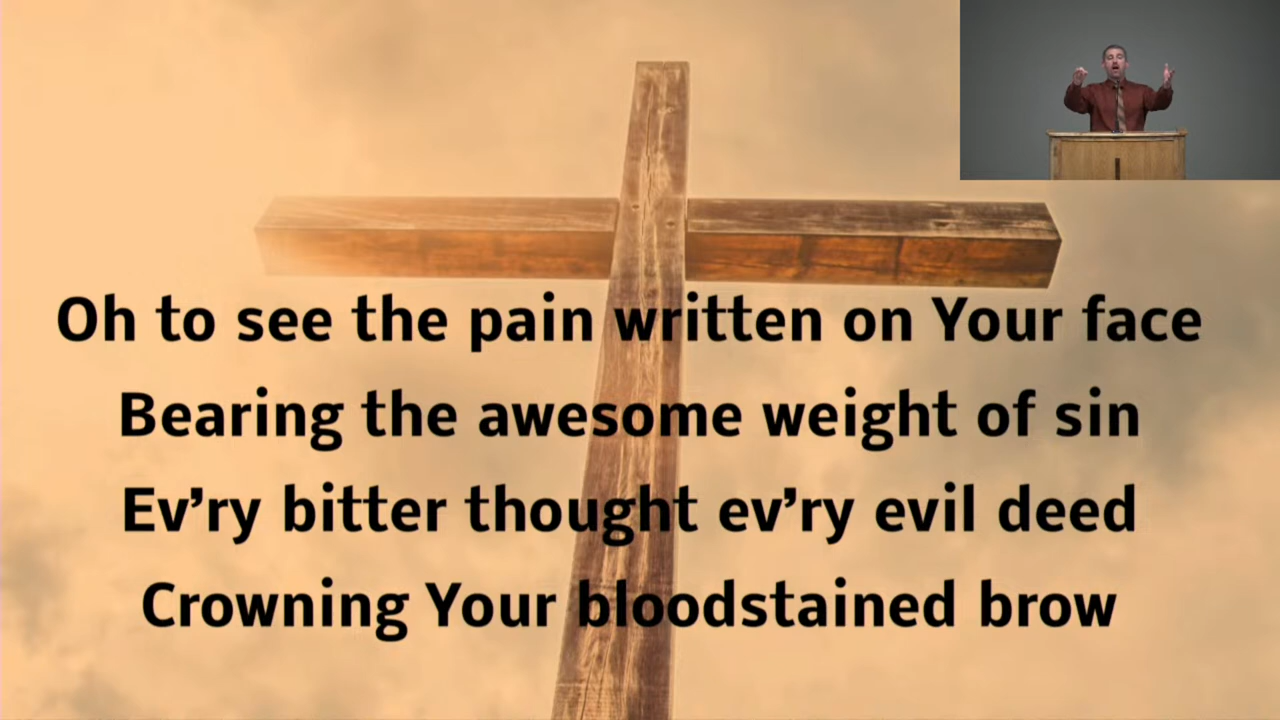 Oh to see the pain written on Your face
Bearing the awesome weight of sin
Ev’ry bitter thought ev’ry evil deed
Crowning Your bloodstained brow